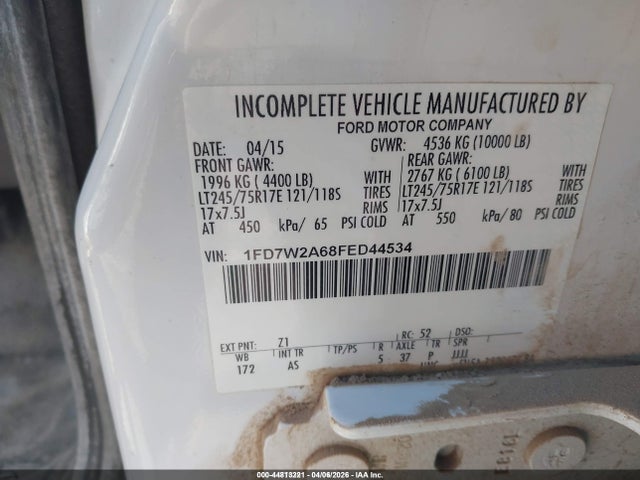 INCOMPLETE VEHICLE MANUFACTURED BY
FORD MOTOR COMPANY
DATE: 04/15 GVWR: 4536 KG (10000 LB)
FRONT GAWR: REAR GAWR:
1996 KG ( 4400 LB) WITH 2767 KG ( 6100 LB) WITH
LT245/75R17E 121/118S TIRES LT245/75R17E 121/118S TIRES
17x7.5J RIMS 17x7.5J RIMS
AT 450 kPa/ 65 PSI COLD AT 550 kPa/ 80 PSI COLD
VIN: 1FD7W2A68FED44534
EXT PNT: Z1 RC: 52 DSO:
WB INT TR TP/PS R AXLE TR SPR
172 A5 5 37 P JJJJ
000-44813321 - 04/06/2026 - IAAI - Copart